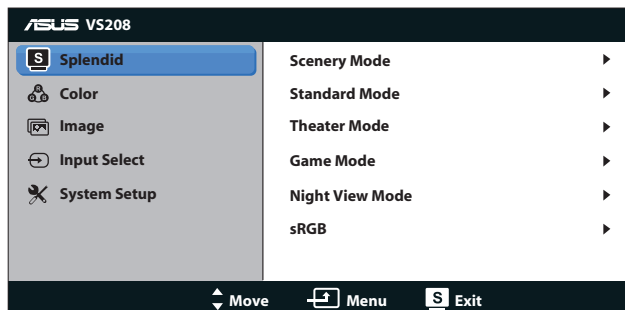 ASUS VS208
S Splendid
Color
Image
Input Select
System Setup
Scenery Mode
Standard Mode
Theater Mode
Game Mode
Night View Mode
sRGB
Move Menu S Exit